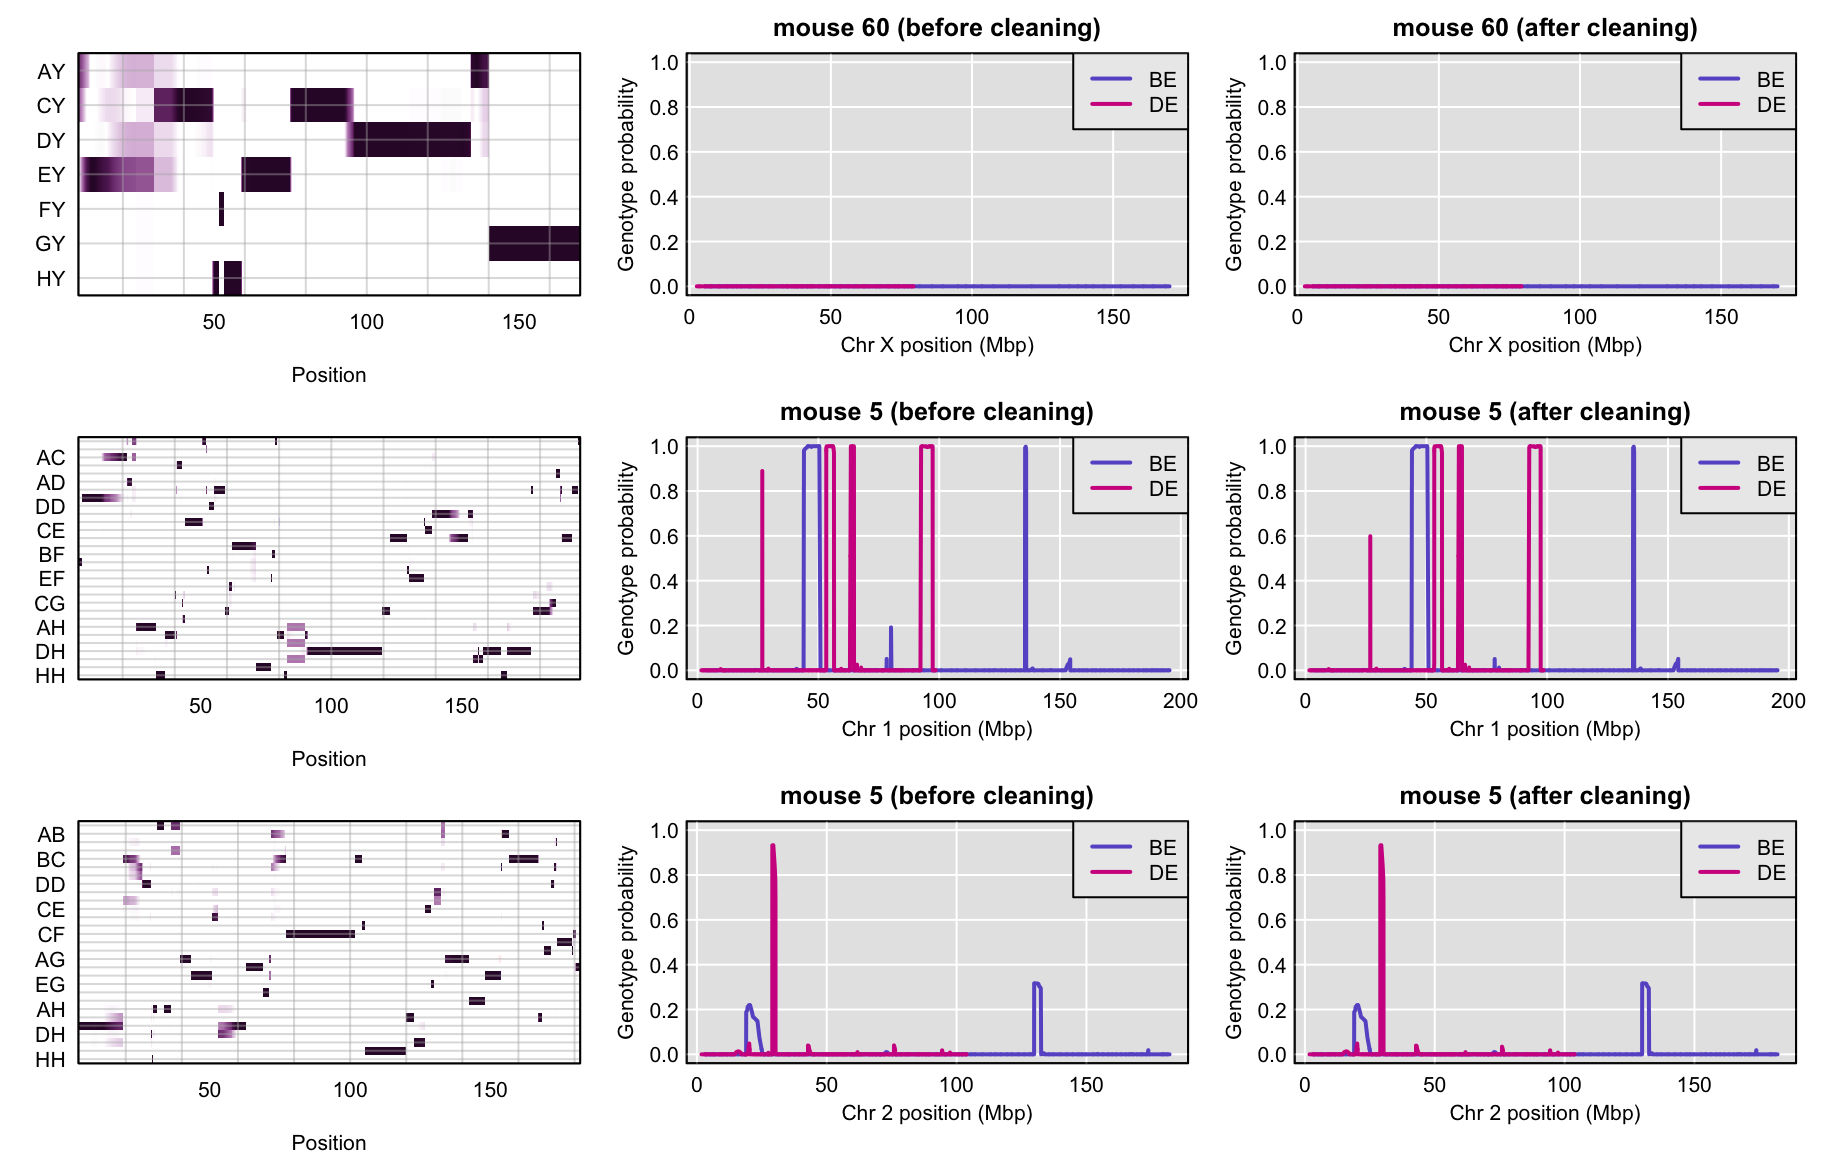 AY
CY
DY
EY
FY
GY
HY
50 100 150
Position
mouse 60 (before cleaning)
Genotype probability
1.0
0.8
0.6
0.4
0.2
0.0
BE
DE
0 50 100 150
Chr X position (Mbp)
mouse 60 (after cleaning)
Genotype probability
1.0
0.8
0.6
0.4
0.2
0.0
BE
DE
0 50 100 150
Chr X position (Mbp)
AC
AD
DD
CE
BF
EF
CG
AH
DH
HH
50 100 150
Position
mouse 5 (before cleaning)
Genotype probability
1.0
0.8
0.6
0.4
0.2
0.0
BE
DE
0 50 100 150 200
Chr 1 position (Mbp)
mouse 5 (after cleaning)
Genotype probability
1.0
0.8
0.6
0.4
0.2
0.0
BE
DE
0 50 100 150 200
Chr 1 position (Mbp)
AB
BC
DD
CE
CF
AG
EG
AH
DH
HH
50 100 150
Position
mouse 5 (before cleaning)
Genotype probability
1.0
0.8
0.6
0.4
0.2
0.0
BE
DE
0 50 100 150
Chr 2 position (Mbp)
mouse 5 (after cleaning)
Genotype probability
1.0
0.8
0.6
0.4
0.2
0.0
BE
DE
0 50 100 150
Chr 2 position (Mbp)